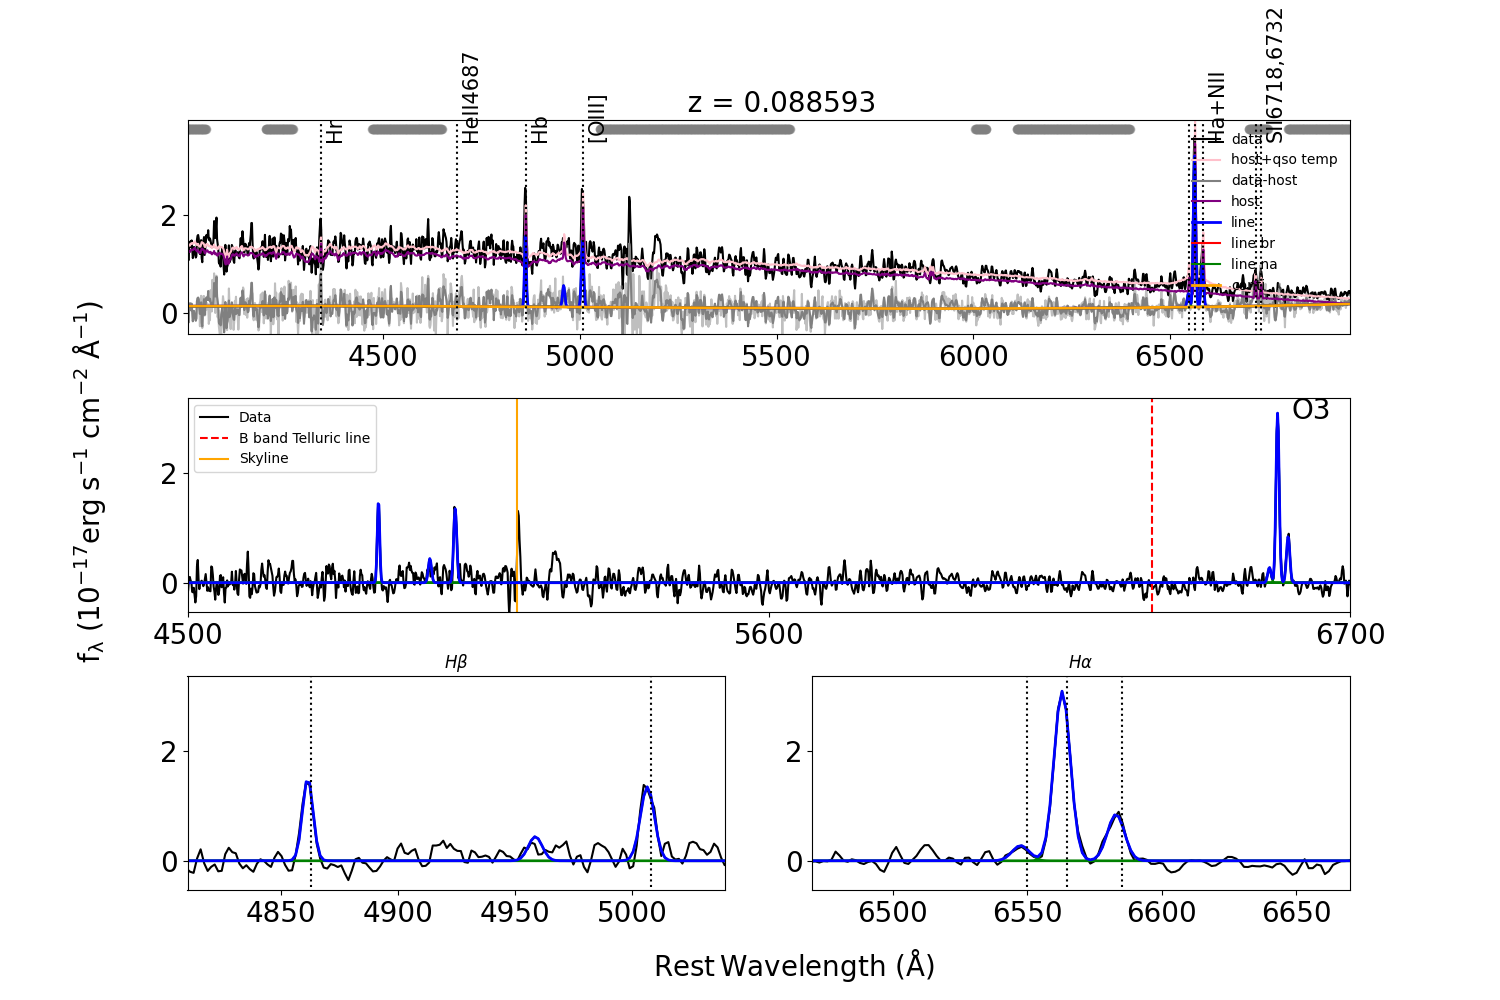 z = 0.088593
Hr
HeII4687
Hb
[OIII]
Ha+NII
SII6718,6732
data
host+qso temp
data-host
host
line
line br
line na
2
0
4500
5000
5500
6000
6500
f_λ (10^−17 erg s^−1 cm^−2 Å^−1)
Data
B band Telluric line
Skyline
O3
2
0
4500
5600
6700
Hβ
2
0
4850
4900
4950
5000
Hα
2
0
6500
6550
6600
6650
Rest Wavelength (Å)